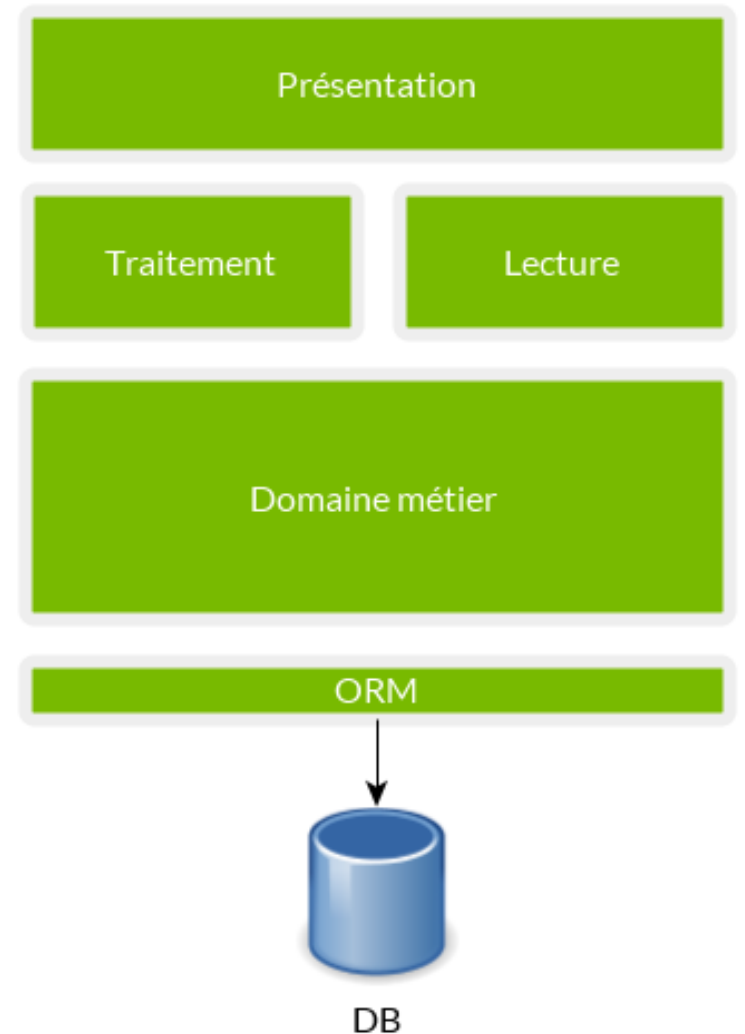 Présentation
Traitement
Lecture
Domaine métier
ORM
DB